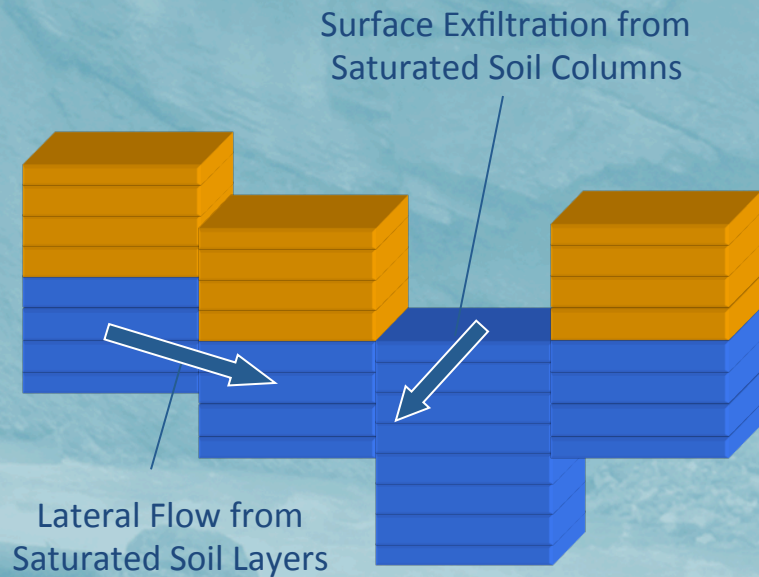 Surface Exfiltration from
Saturated Soil Columns
Lateral Flow from
Saturated Soil Layers